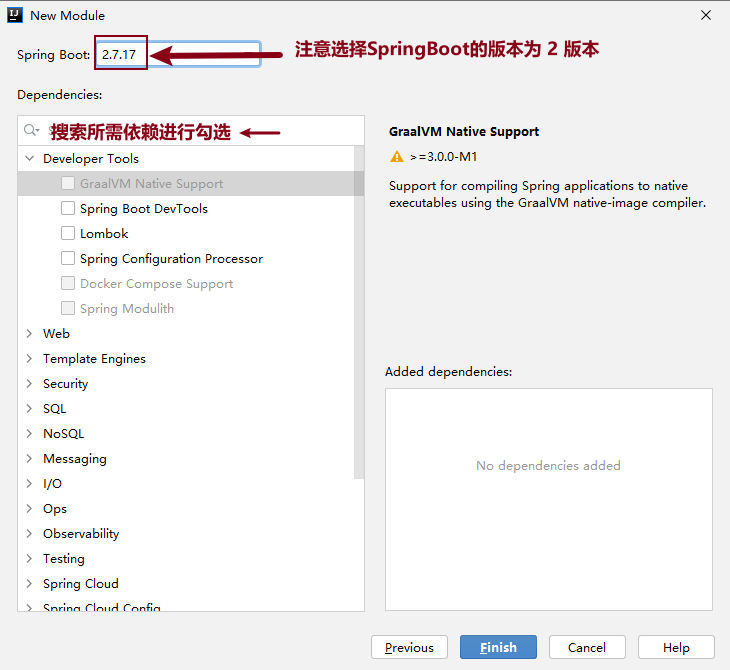 New Module
Spring Boot: 2.7.17 注意选择SpringBoot的版本为 2 版本
Dependencies:
搜索所需依赖进行勾选
Developer Tools
GraalVM Native Support
Spring Boot DevTools
Lombok
Spring Configuration Processor
Docker Compose Support
Spring Modulith
Web
Template Engines
Security
SQL
NoSQL
Messaging
I/O
Ops
Observability
Testing
Spring Cloud
Spring Cloud Config
GraalVM Native Support
>=3.0.0-M1
Support for compiling Spring applications to native
executables using the GraalVM native-image compiler.
Added dependencies:
No dependencies added
Previous Finish Cancel Help